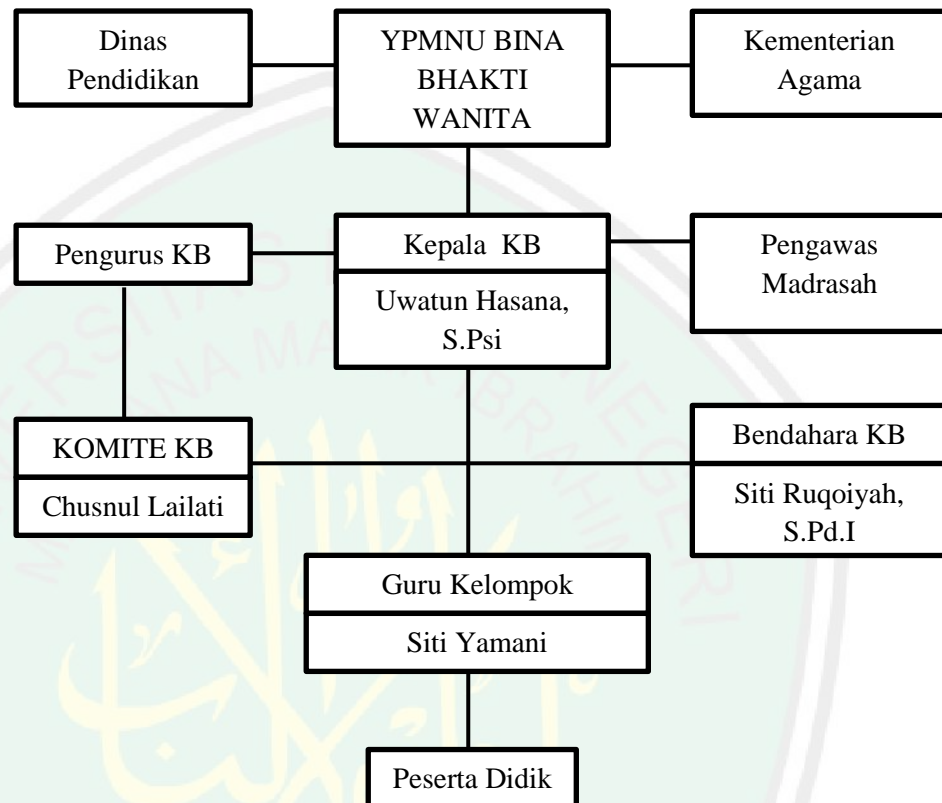 Dinas
Pendidikan
YPMNU BINA
BHAKTI
WANITA
Kementerian
Agama
Pengurus KB
Kepala KB
Uwatun Hasana,
S.Psi
Pengawas
Madrasah
KOMITE KB
Chusnul Lailati
Bendahara KB
Siti Ruqoiyah,
S.Pd.I
Guru Kelompok
Siti Yamani
Peserta Didik